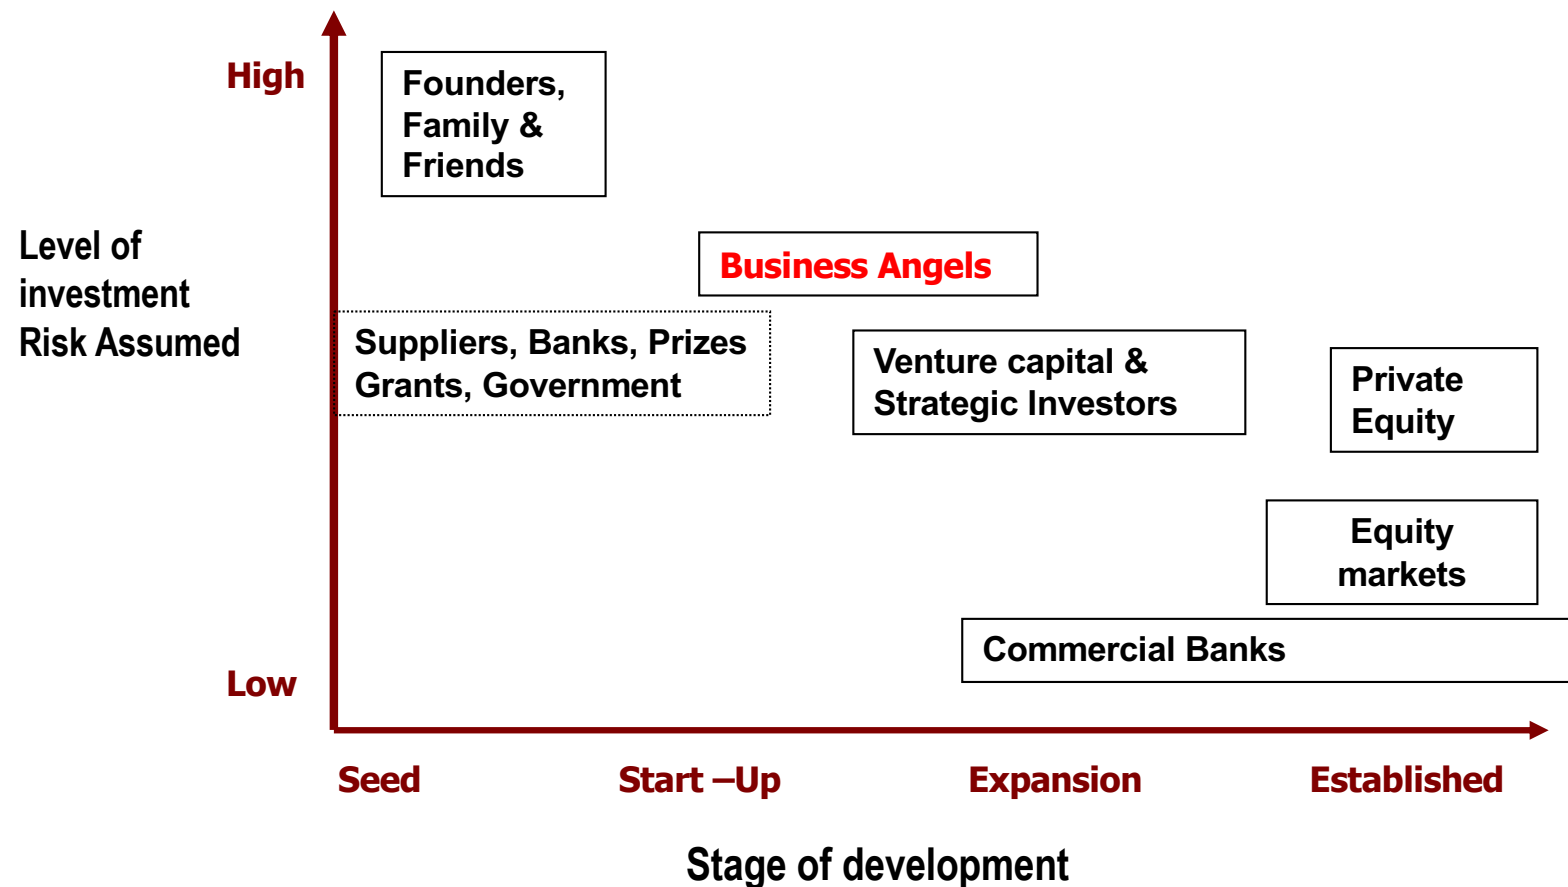 High
Founders,
Family &
Friends
Level of
investment
Risk Assumed
Business Angels
Suppliers, Banks, Prizes
Grants, Government
Venture capital &
Strategic Investors
Private
Equity
Equity
markets
Commercial Banks
Low
Seed
Start –Up
Expansion
Established
Stage of development